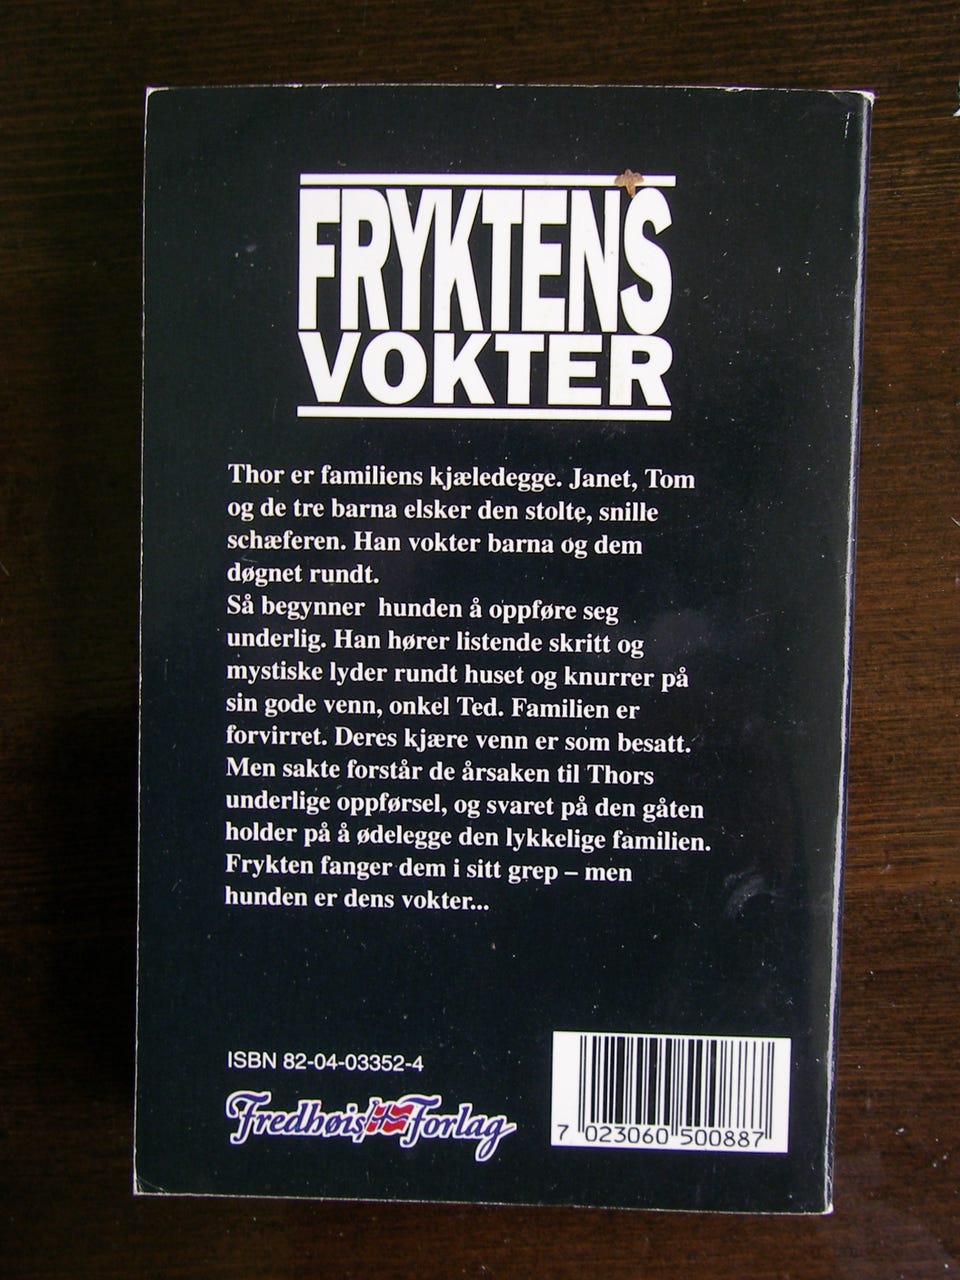 FRYKTENS
VOKTER
Thor er familiens kjæledegge. Janet, Tom
og de tre barna elsker den stolte, snille
schæferen. Han vokter barna og dem
døgnet rundt.
Så begynner  hunden å oppføre seg
underlig. Han hører listende skritt og
mystiske lyder rundt huset og knurrer på
sin gode venn, onkel Ted. Familien er
forvirret. Deres kjære venn er som besatt.
Men sakte forstår de årsaken til Thors
underlige oppførsel, og svaret på den gåten
holder på å ødelegge den lykkelige familien.
Frykten fanger dem i sitt grep – men
hunden er dens vokter...
ISBN 82-04-03352-4
Fredhøis Forlag
7 023060 500887